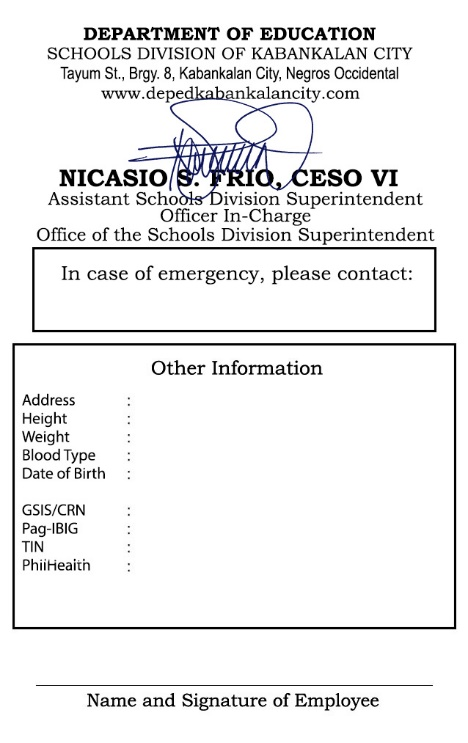 DEPARTMENT OF EDUCATION
SCHOOLS DIVISION OF KABANKALAN CITY
Tayum St., Brgy. 8, Kabankalan City, Negros Occidental
www.depedkabankalancity.com
NICASIO S. FRIO, CESO VI
Assistant Schools Division Superintendent
Officer In-Charge
Office of the Schools Division Superintendent
In case of emergency, please contact:
Other Information
Address :
Height :
Weight :
Blood Type :
Date of Birth :
GSIS/CRN :
Pag-IBIG :
TIN :
PhilHealth :
Name and Signature of Employee